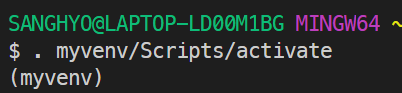 SANGHYO@LAPTOP-LD00M1BG MINGW64 ~
$ . myvenv/Scripts/activate
(myvenv)